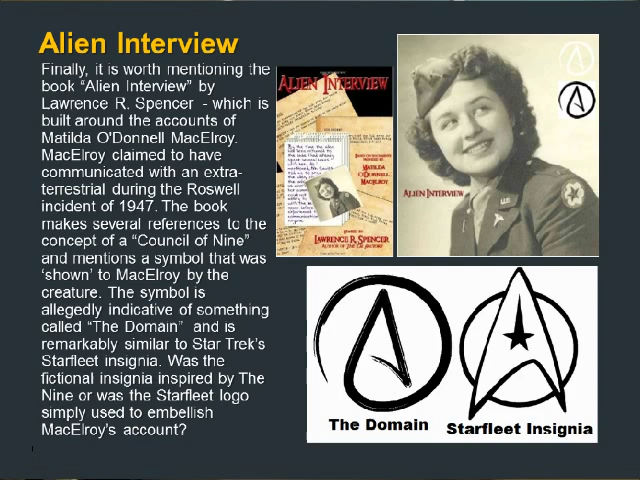 Alien Interview
Finally, it is worth mentioning the
book “Alien Interview” by
Lawrence R. Spencer - which is
built around the accounts of
Matilda O'Donnell MacElroy.
MacElroy claimed to have
communicated with an extra-
terrestrial during the Roswell
incident of 1947. The book
makes several references to the
concept of a “Council of Nine”
and mentions a symbol that was
‘shown’ to MacElroy by the
creature. The symbol is
allegedly indicative of something
called “The Domain” and is
remarkably similar to Star Trek’s
Starfleet insignia. Was the
fictional insignia inspired by The
Nine or was the Starfleet logo
simply used to embellish
MacElroy’s account?
ALIEN INTERVIEW
MATILDA
O'DONNELL
MACELROY
LAWRENCE R. SPENCER
ALIEN INTERVIEW
U.S.
The Domain
Starfleet Insignia